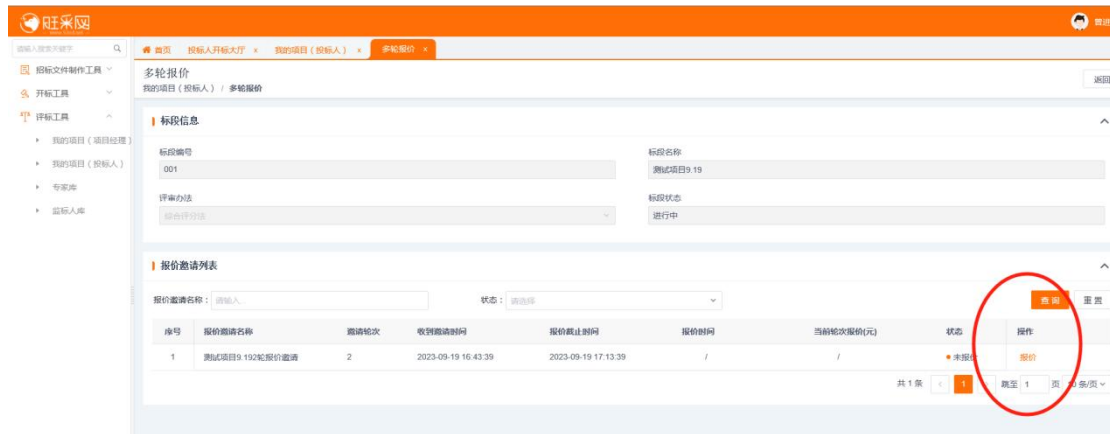 旺采网
曾进
请输入搜索关键字
首页 投标人开标大厅 × 我的项目（投标人） × 多轮报价 ×
招标文件制作工具
开标工具
评标工具
我的项目（项目经理）
我的项目（投标人）
专家库
监标人库
多轮报价
返回
我的项目（投标人） / 多轮报价
标段信息
标段编号 标段名称
001 测试项目9.19
评审办法 标段状态
综合评分法 进行中
报价邀请列表
报价邀请名称： 请输入 状态： 请选择 查询 重置
序号 报价邀请名称 邀请轮次 收到邀请时间 报价截止时间 报价时间 当前轮次报价(元) 状态 操作
1 测试项目9.192轮报价邀请 2 2023-09-19 16:43:39 2023-09-19 17:13:39 / / 未报价 报价
共 1 条 < 1 跳至 1 页 10 条/页